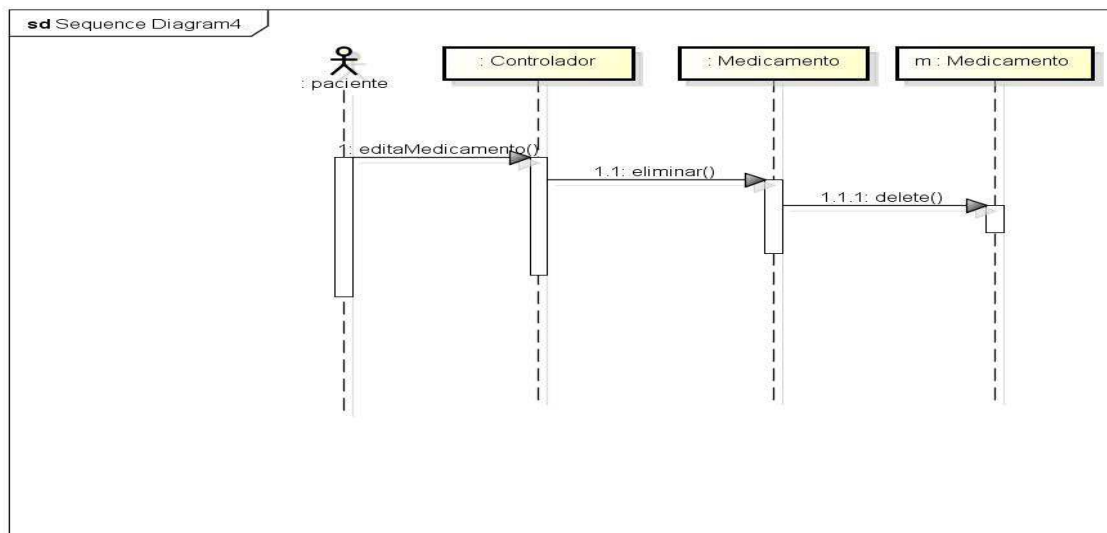 sd Sequence Diagram4
: paciente
: Controlador
: Medicamento
m : Medicamento
1: editaMedicamento()
1.1: eliminar()
1.1.1: delete()